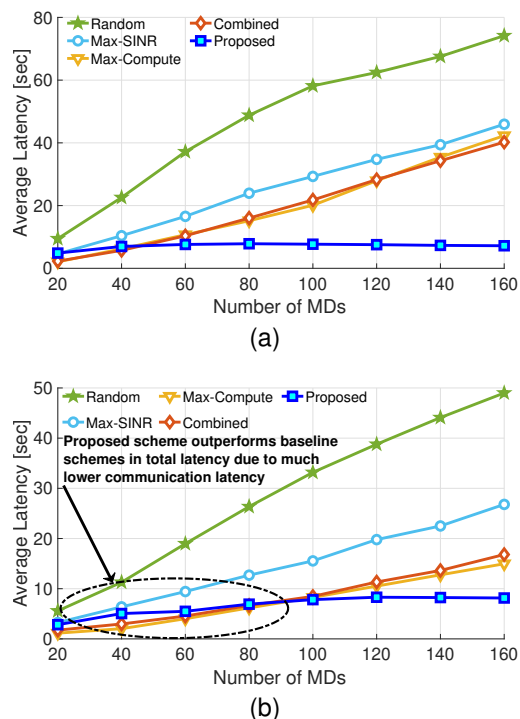 Random Combined
Max-SINR Proposed
Max-Compute
Average Latency [sec]
80
60
40
20
0
20 40 60 80 100 120 140 160
Number of MDs
(a)
Random Max-Compute Proposed
Max-SINR Combined
Proposed scheme outperforms baseline
schemes in total latency due to much
lower communication latency
Average Latency [sec]
50
40
30
20
10
0
20 40 60 80 100 120 140 160
Number of MDs
(b)